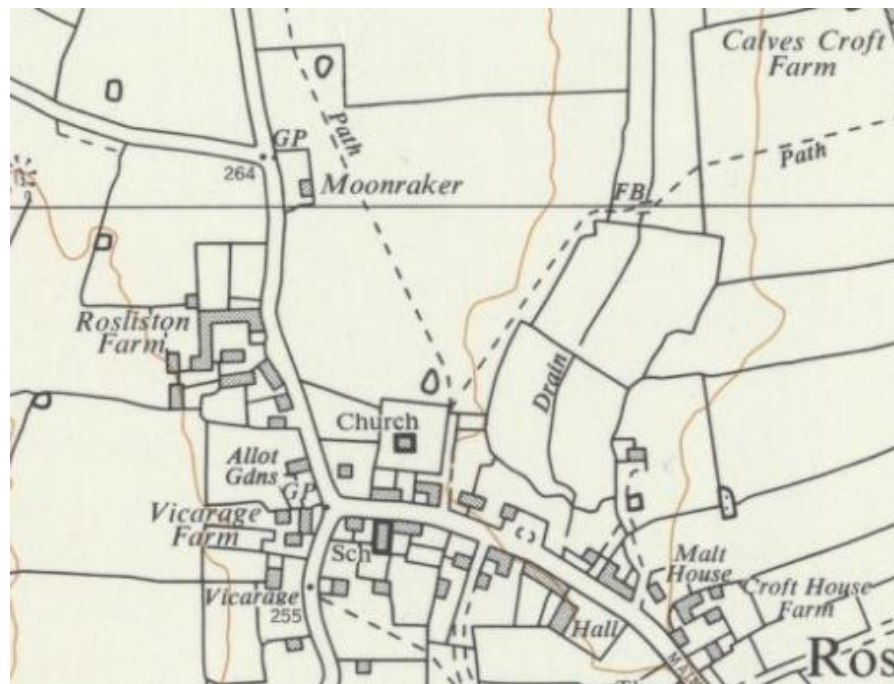 Calves Croft
Farm
GP
Path
Path
264
Moonraker
FB
Rosliston
Farm
Drain
Church
Allot
Gdns
GP
Vicarage
Farm
Sch
Malt
House
Vicarage
Croft House
Farm
255
Hall
Ros
MAIN